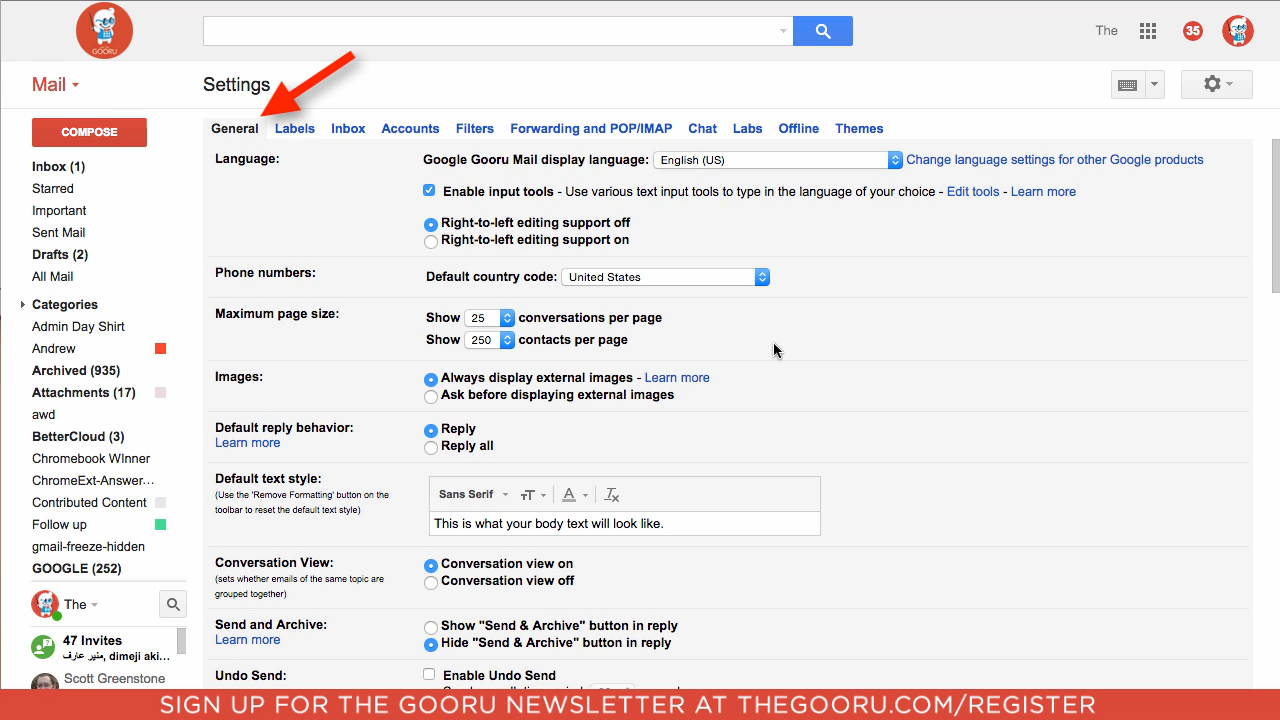 GOORU
The
35
Mail
Settings
COMPOSE
General Labels Inbox Accounts Filters Forwarding and POP/IMAP Chat Labs Offline Themes
Inbox (1)
Starred
Important
Sent Mail
Drafts (2)
All Mail
Categories
Admin Day Shirt
Andrew
Archived (935)
Attachments (17)
awd
BetterCloud (3)
Chromebook WInner
ChromeExt-Answer...
Contributed Content
Follow up
gmail-freeze-hidden
GOOGLE (252)
The
47 Invites
منير عارف, dimeji aki...
Scott Greenstone
Language:
Google Gooru Mail display language: English (US) Change language settings for other Google products
Enable input tools - Use various text input tools to type in the language of your choice - Edit tools - Learn more
Right-to-left editing support off
Right-to-left editing support on
Phone numbers:
Default country code: United States
Maximum page size:
Show 25 conversations per page
Show 250 contacts per page
Images:
Always display external images - Learn more
Ask before displaying external images
Default reply behavior:
Learn more
Reply
Reply all
Default text style:
(Use the 'Remove Formatting' button on the
toolbar to reset the default text style)
Sans Serif
This is what your body text will look like.
Conversation View:
(sets whether emails of the same topic are
grouped together)
Conversation view on
Conversation view off
Send and Archive:
Learn more
Show "Send & Archive" button in reply
Hide "Send & Archive" button in reply
Undo Send:
Enable Undo Send
SIGN UP FOR THE GOORU NEWSLETTER AT THEGOORU.COM/REGISTER